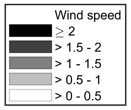 Wind speed
≥ 2
> 1.5 - 2
> 1 - 1.5
> 0.5 - 1
> 0 - 0.5